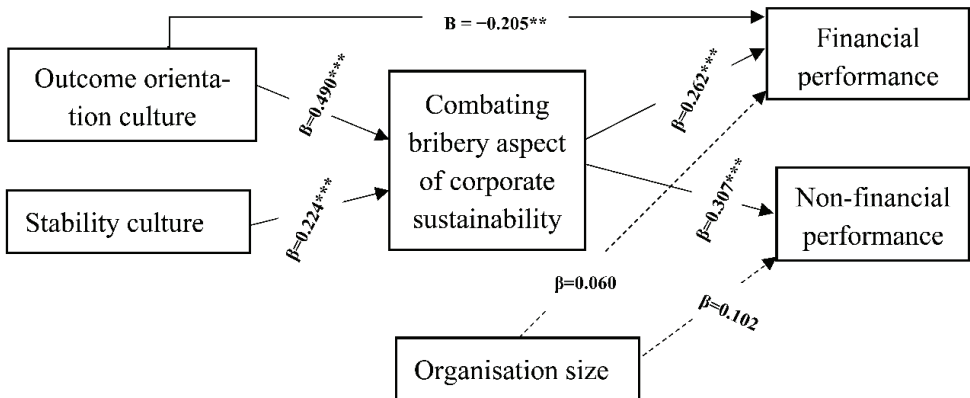 B = −0.205**
Outcome orienta-
tion culture
β=0.490***
Combating
bribery aspect
of corporate
sustainability
β=0.262***
Financial
performance
Stability culture
β=0.224***
β=0.307***
Non-financial
performance
β=0.060
β=0.102
Organisation size